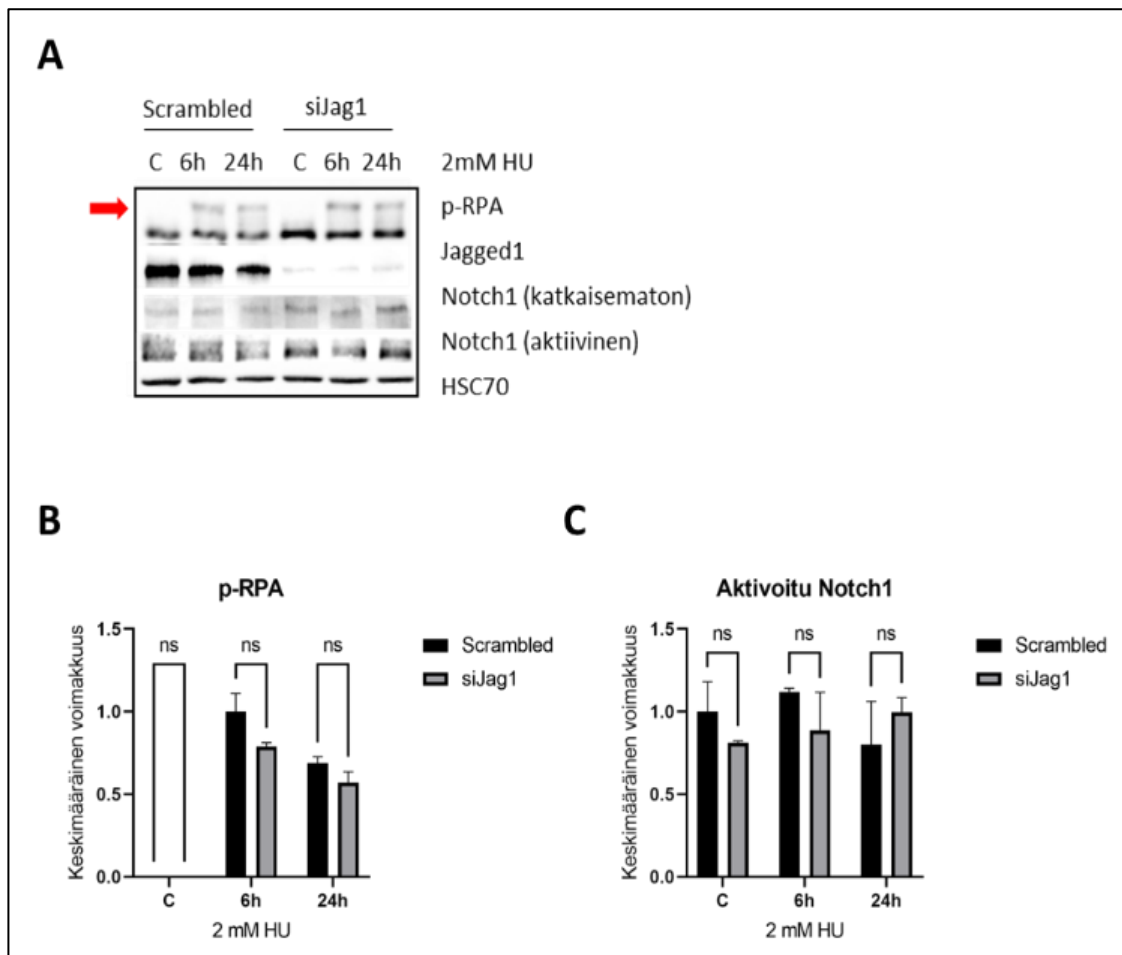 A
Scrambled siJag1
C 6h 24h C 6h 24h 2mM HU
p-RPA
Jagged1
Notch1 (katkaisematon)
Notch1 (aktiivinen)
HSC70
B
p-RPA
Keskimääräinen voimakkuus
1.5
1.0
0.5
0.0
ns ns ns
C 6h 24h
2 mM HU
Scrambled
siJag1
C
Aktivoitu Notch1
Keskimääräinen voimakkuus
1.5
1.0
0.5
0.0
ns ns ns
C 6h 24h
2 mM HU
Scrambled
siJag1